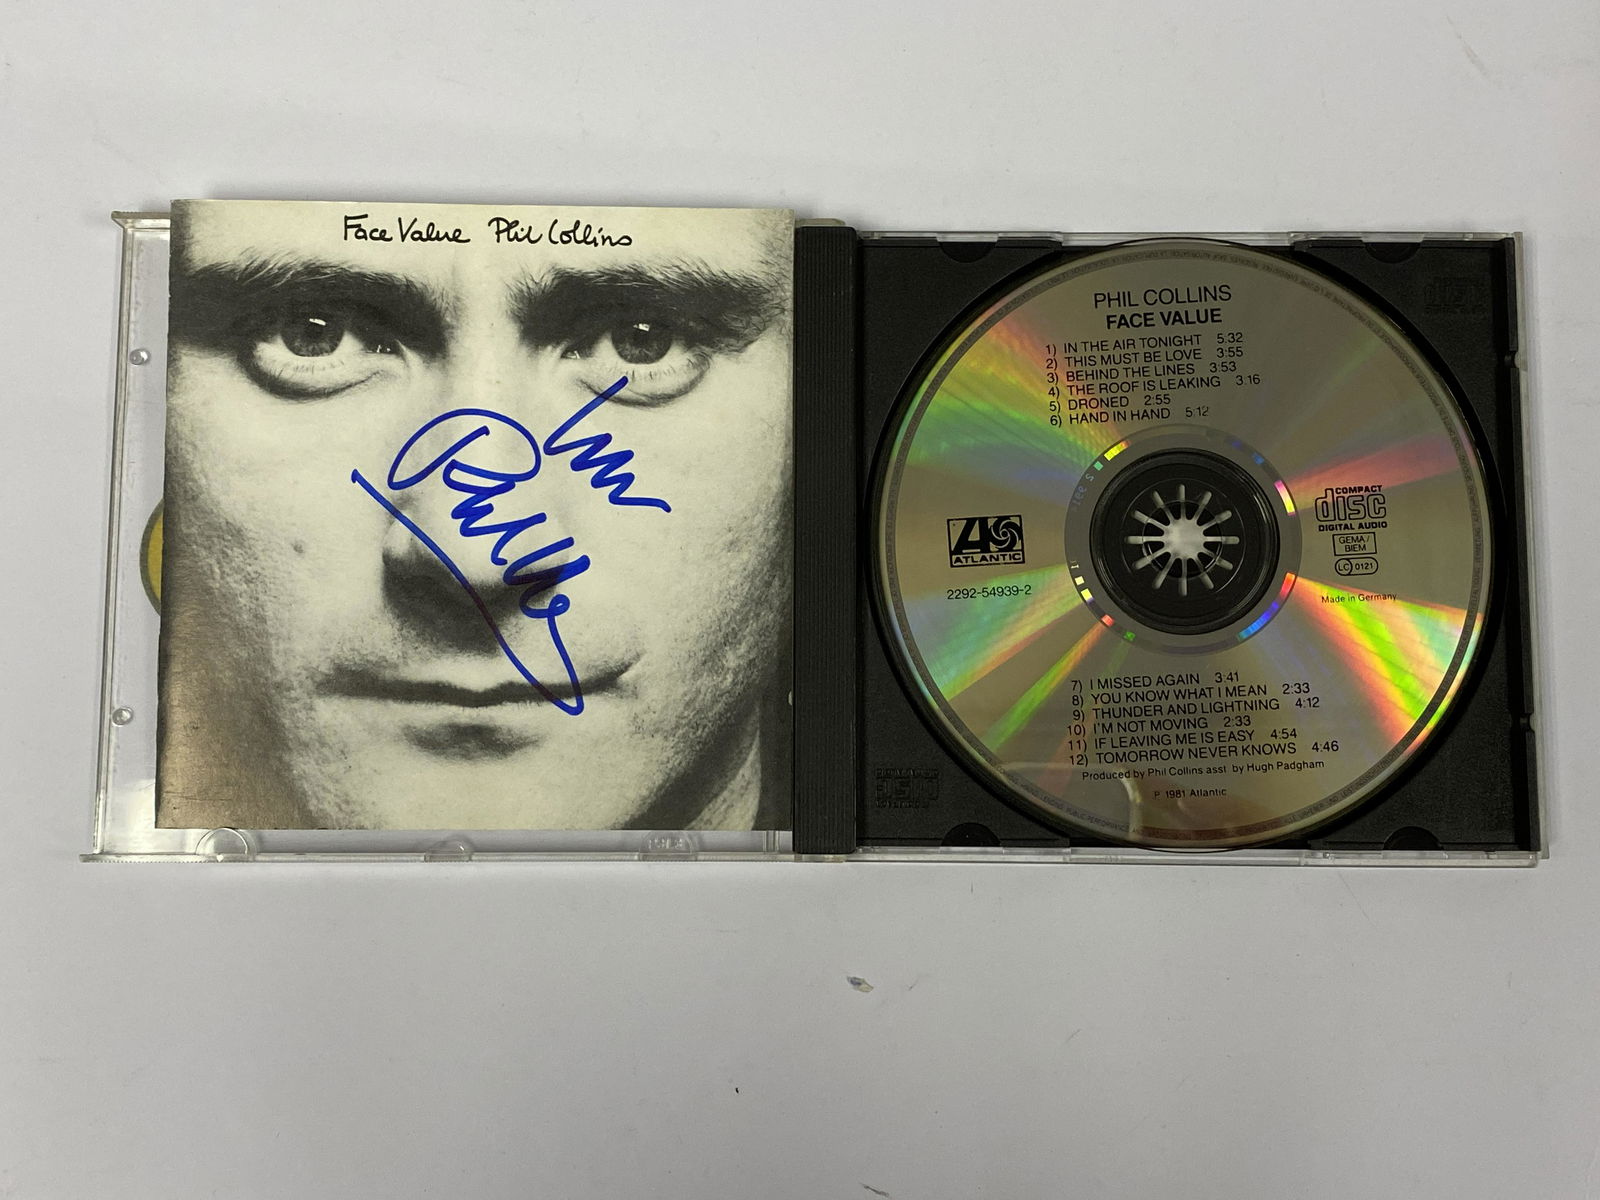 Face Value Phil Collins
PHIL COLLINS
FACE VALUE
1) IN THE AIR TONIGHT 5:32
2) THIS MUST BE LOVE 3:55
3) BEHIND THE LINES 3:53
4) THE ROOF IS LEAKING 3:16
5) DRONED 2:55
6) HAND IN HAND 5:12
ATLANTIC
2292-54939-2
COMPACT
disc
DIGITAL AUDIO
GEMA/
BIEM
LC 0121
Made in Germany
7) I MISSED AGAIN 3:41
8) YOU KNOW WHAT I MEAN 2:33
9) THUNDER AND LIGHTNING 4:12
10) I'M NOT MOVING 2:33
11) IF LEAVING ME IS EASY 4:54
12) TOMORROW NEVER KNOWS 4:46
Produced by Phil Collins asst by Hugh Padgham
P 1981 Atlantic